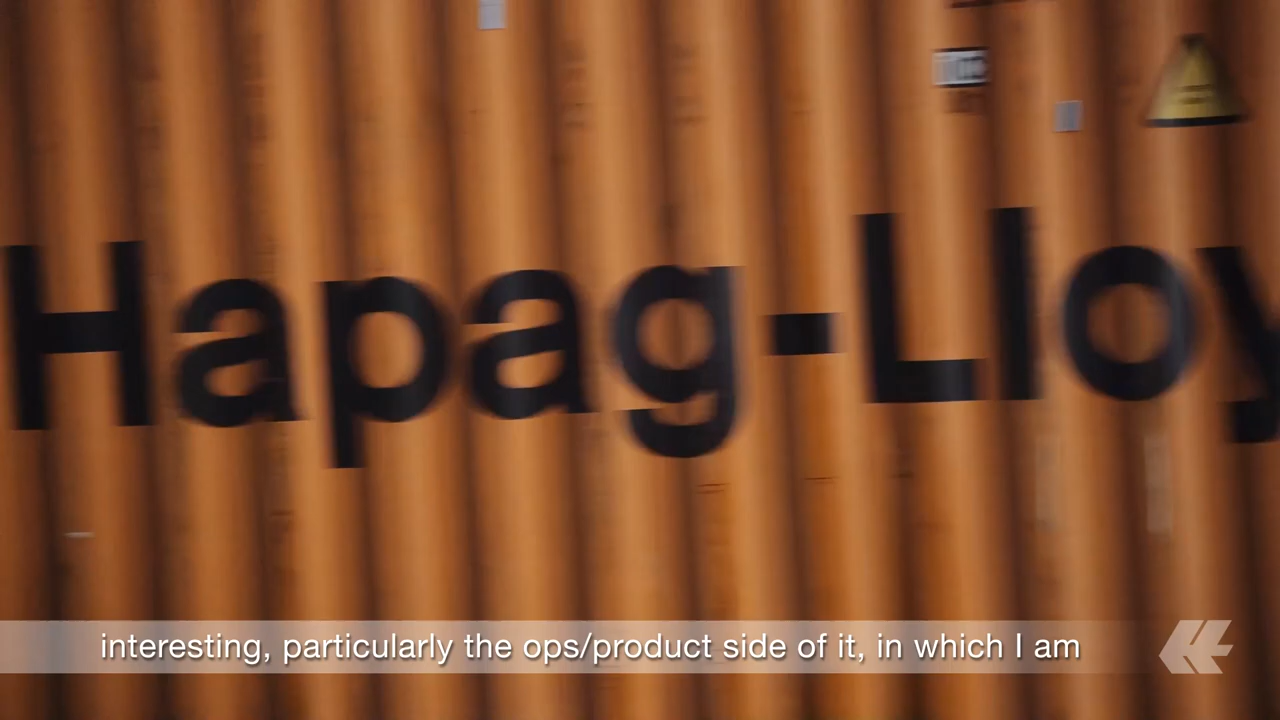 Hapag-Lloy
interesting, particularly the ops/product side of it, in which I am